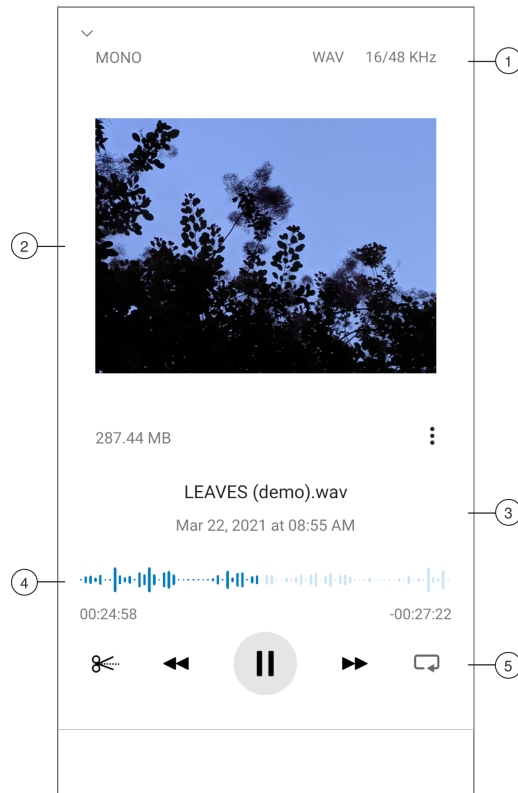 MONO WAV 16/48 KHz
1
2
287.44 MB
LEAVES (demo).wav
3
Mar 22, 2021 at 08:55 AM
4
00:24:58 -00:27:22
5